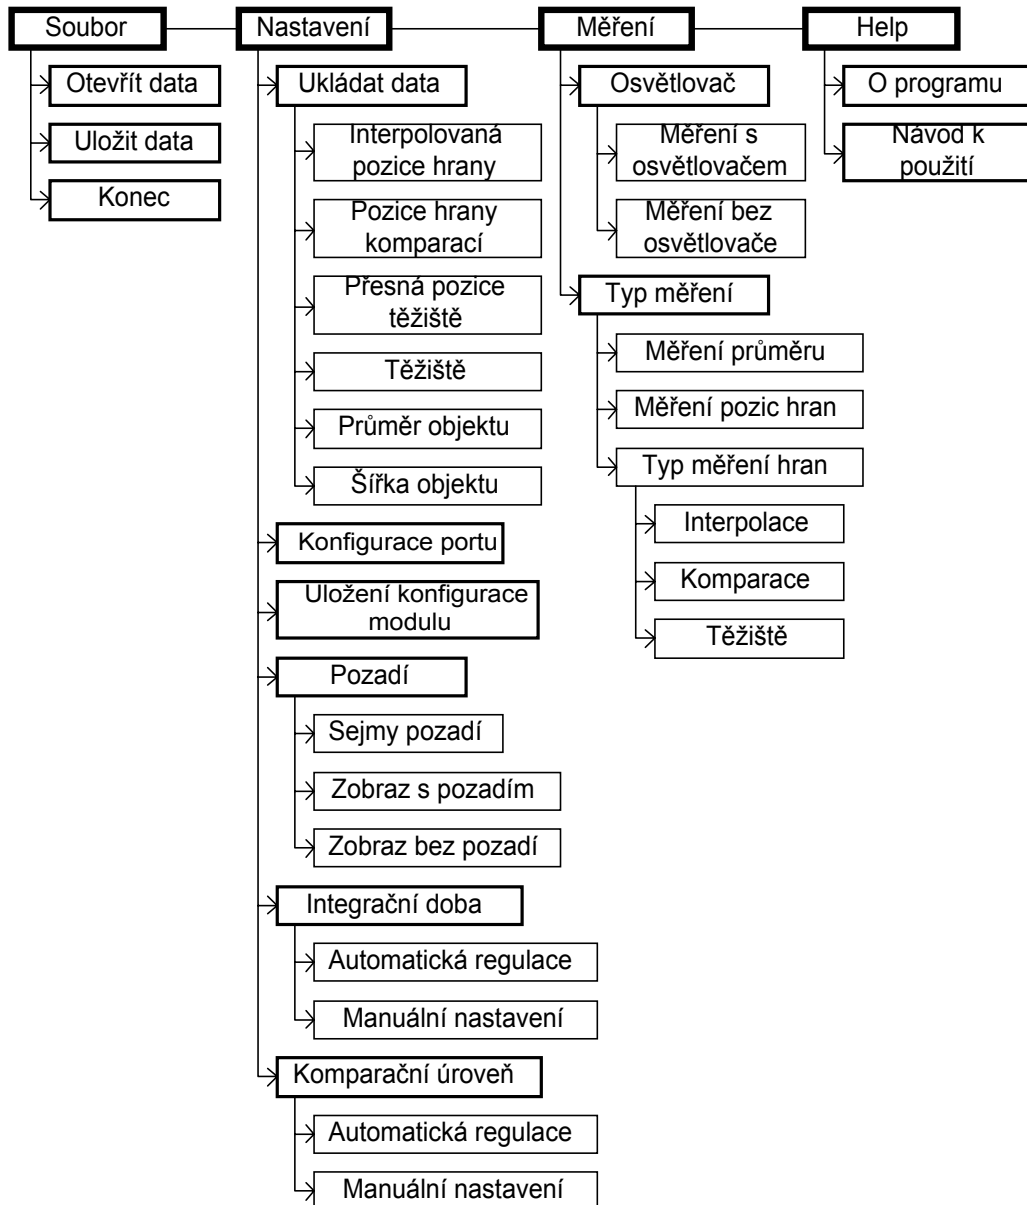 Soubor
Otevřít data
Uložit data
Konec
Nastavení
Ukládat data
Interpolovaná
pozice hrany
Pozice hrany
komparací
Přesná pozice
těžiště
Těžiště
Průměr objektu
Šířka objektu
Konfigurace portu
Uložení konfigurace
modulu
Pozadí
Sejmy pozadí
Zobraz s pozadím
Zobraz bez pozadí
Integrační doba
Automatická regulace
Manuální nastavení
Komparační úroveň
Automatická regulace
Manuální nastavení
Měření
Osvětlovač
Měření s
osvětlovačem
Měření bez
osvětlovače
Typ měření
Měření průměru
Měření pozic hran
Typ měření hran
Interpolace
Komparace
Těžiště
Help
O programu
Návod k
použití